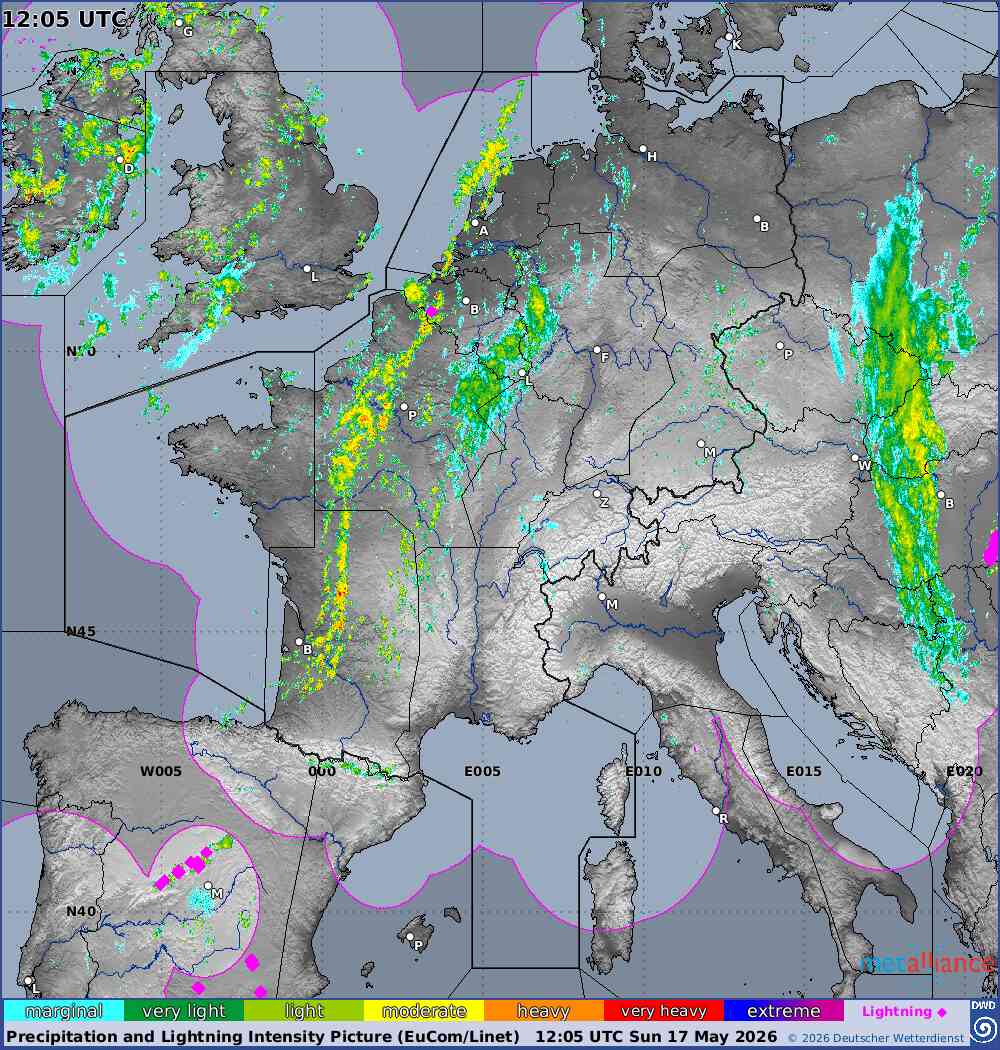 12:05 UTC
G
K
D
H
A
B
L
N50
B
F
P
L
P
M
W
Z
B
M
N45
B
W005
000
E005
E010
E015
E020
R
M
N40
P
L
metalliance
marginal very light light moderate heavy very heavy extreme Lightning
DWD
Precipitation and Lightning Intensity Picture (EuCom/Linet) 12:05 UTC Sun 17 May 2026 © 2026 Deutscher Wetterdienst